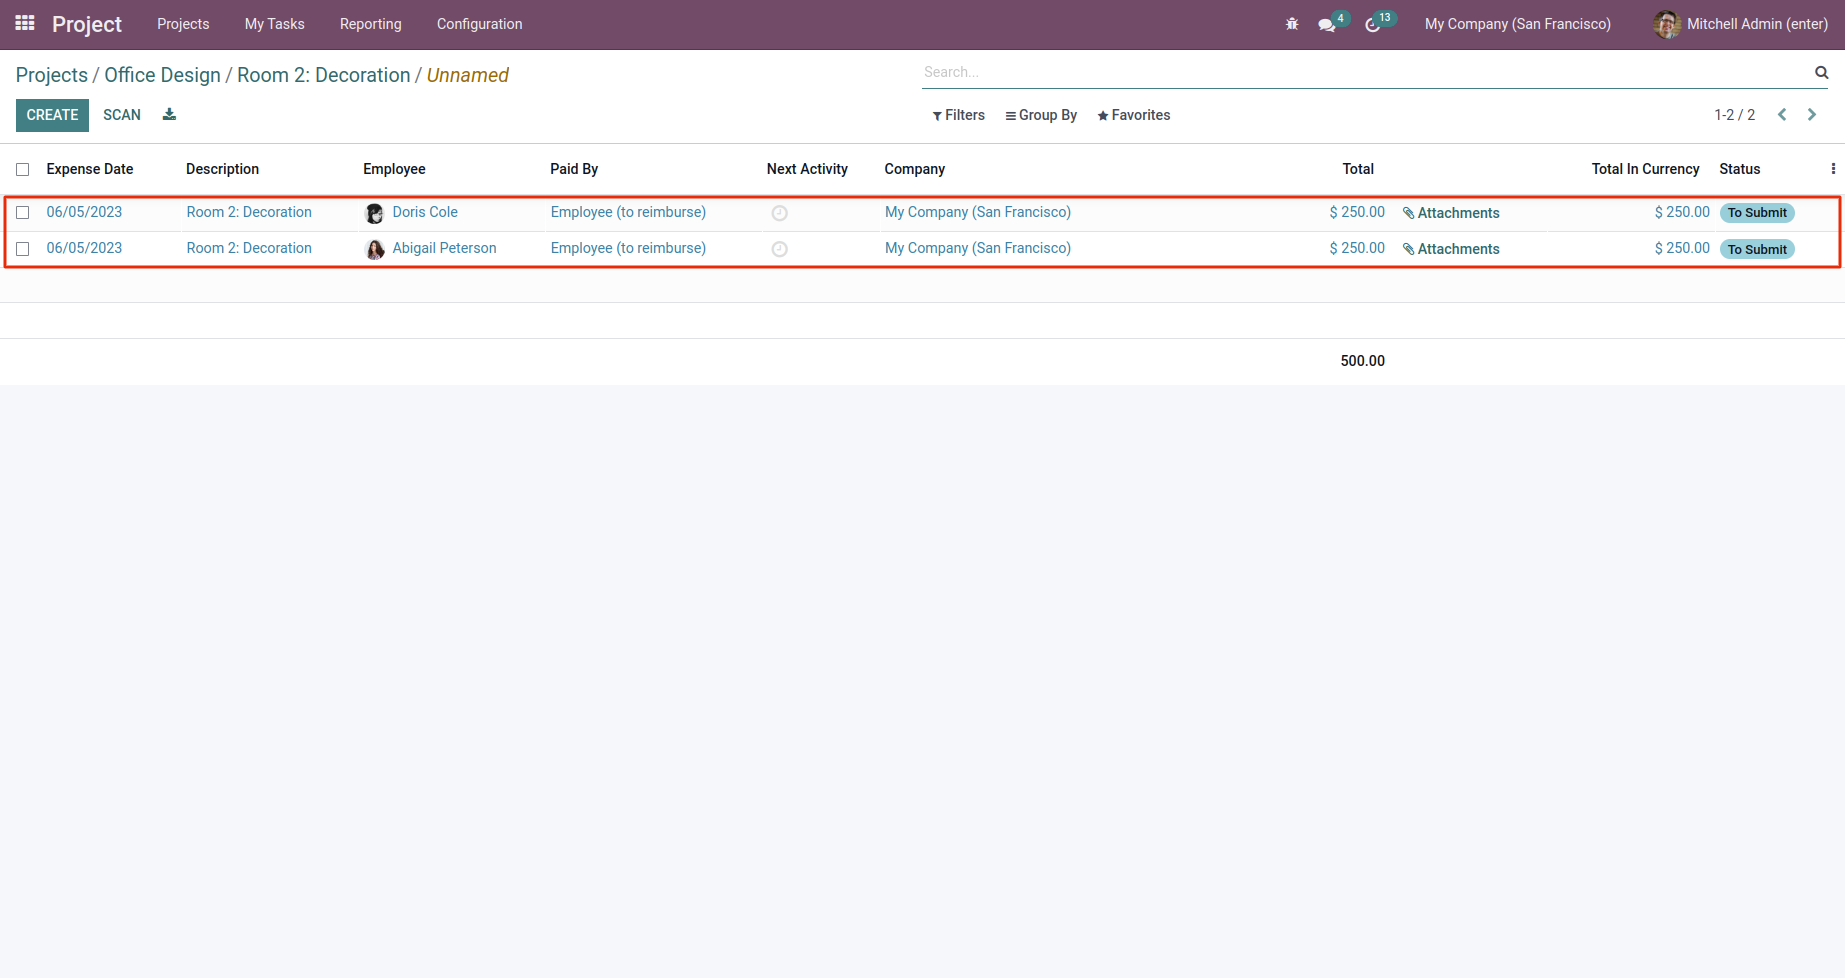 Project Projects My Tasks Reporting Configuration 4 13 My Company (San Francisco) Mitchell Admin (enter)
Projects / Office Design / Room 2: Decoration / Unnamed Search...
CREATE SCAN Filters Group By Favorites 1-2 / 2
Expense Date Description Employee Paid By Next Activity Company Total Total In Currency Status
06/05/2023 Room 2: Decoration Doris Cole Employee (to reimburse) My Company (San Francisco) $ 250.00 Attachments $ 250.00 To Submit
06/05/2023 Room 2: Decoration Abigail Peterson Employee (to reimburse) My Company (San Francisco) $ 250.00 Attachments $ 250.00 To Submit
500.00